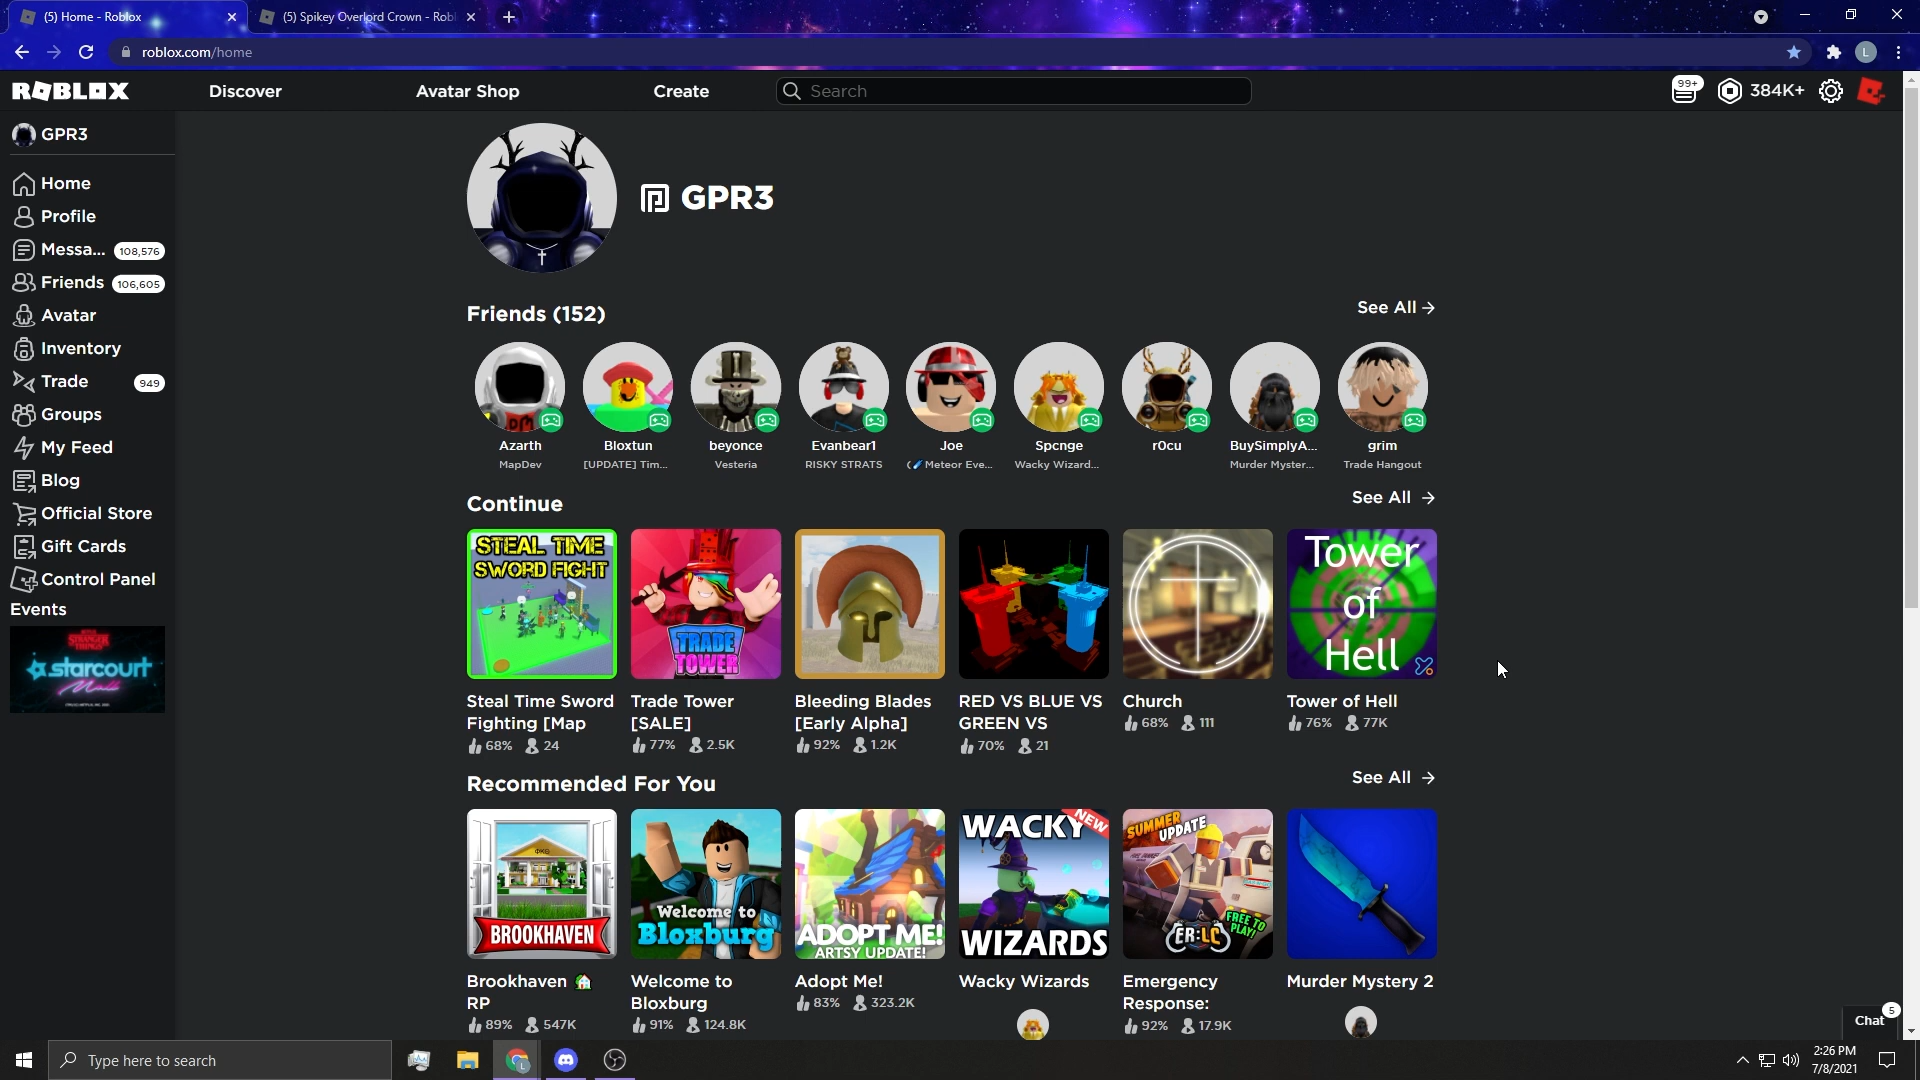 (5) Home - Roblox
(5) Spikey Overlord Crown - Robl
roblox.com/home
L
ROBLOX
Discover
Avatar Shop
Create
Search
99+
384K+
GPR3
Home
Profile
Messa... 108,576
Friends 106,605
Avatar
Inventory
Trade 949
Groups
My Feed
Blog
Official Store
Gift Cards
Control Panel
Events
STRANGER THINGS
starcourt
Mall
GPR3
Friends (152)
See All
Azarth
Bloxtun
beyonce
Evanbear1
Joe
Spcnge
r0cu
BuySimplyA...
grim
MapDev
[UPDATE] Tim...
Vesteria
RISKY STRATS
Meteor Eve...
Wacky Wizard...
Murder Myster...
Trade Hangout
Continue
See All
STEAL TIME
SWORD FIGHT
TRADE
TOWER
Tower
of
Hell
Steal Time Sword
Fighting [Map
68% 24
Trade Tower
[SALE]
77% 2.5K
Bleeding Blades
[Early Alpha]
92% 1.2K
RED VS BLUE VS
GREEN VS
70% 21
Church
68% 111
Tower of Hell
76% 77K
Recommended For You
See All
BROOKHAVEN
Welcome to
Bloxburg
ADOPT ME!
ARTSY UPDATE!
NEW
WACKY
WIZARDS
SUMMER
UPDATE
FREE TO
PLAY!
ER:LC
Brookhaven
RP
89% 547K
Welcome to
Bloxburg
91% 124.8K
Adopt Me!
83% 323.2K
Wacky Wizards
Emergency
Response:
92% 17.9K
Murder Mystery 2
Chat 5
Type here to search
2:26 PM
7/8/2021